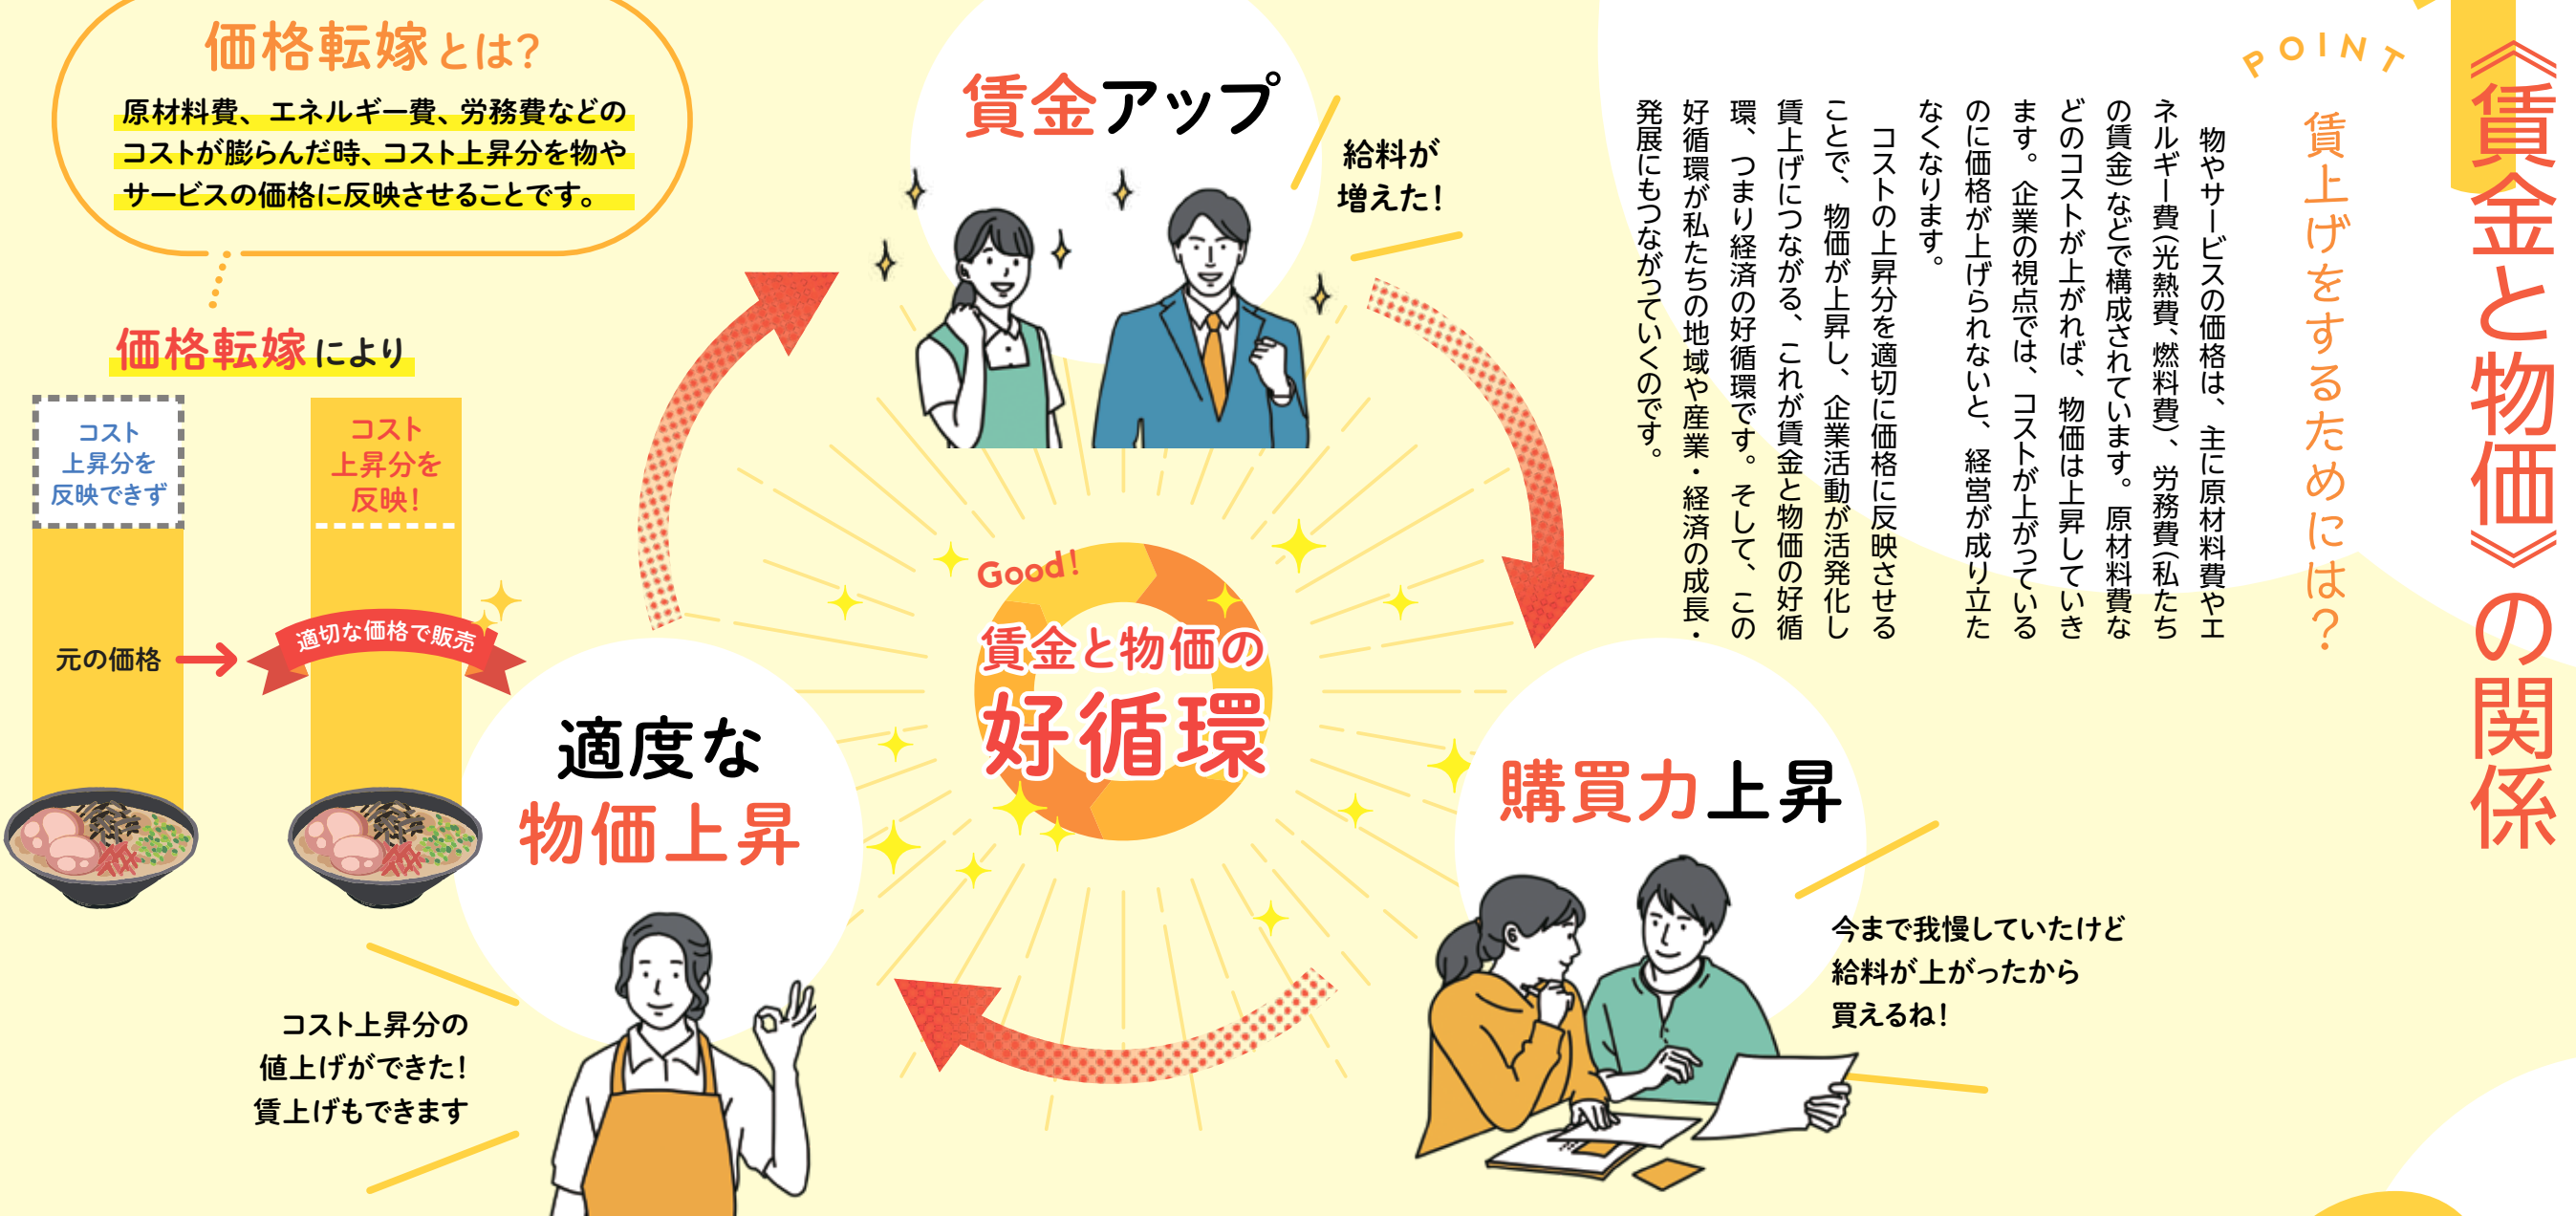 《賃金と物価》の関係
POINT
賃上げをするためには？
物やサービスの価格は、主に原材料費やエ
ネルギー費（光熱費、燃料費）、労務費（私たち
の賃金）などで構成されています。原材料費な
どのコストが上がれば、物価は上昇していき
ます。企業の視点では、コストが上がっている
のに価格が上げられないと、経営が成り立た
なくなります。
コストの上昇分を適切に価格に反映させる
ことで、物価が上昇し、企業活動が活発化し
賃上げにつながる、これが賃金と物価の好循
環、つまり経済の好循環です。そして、この
好循環が私たちの地域や産業・経済の成長・
発展にもつながっていくのです。
賃金アップ
給料が
増えた！
購買力上昇
今まで我慢していたけど
給料が上がったから
買えるね！
適度な
物価上昇
コスト上昇分の
値上げができた！
賃上げもできます
Good!
賃金と物価の
好循環
価格転嫁とは？
原材料費、エネルギー費、労務費などの
コストが膨らんだ時、コスト上昇分を物や
サービスの価格に反映させることです。
価格転嫁により
コスト
上昇分を
反映できず
元の価格
コスト
上昇分を
反映！
適切な価格で販売